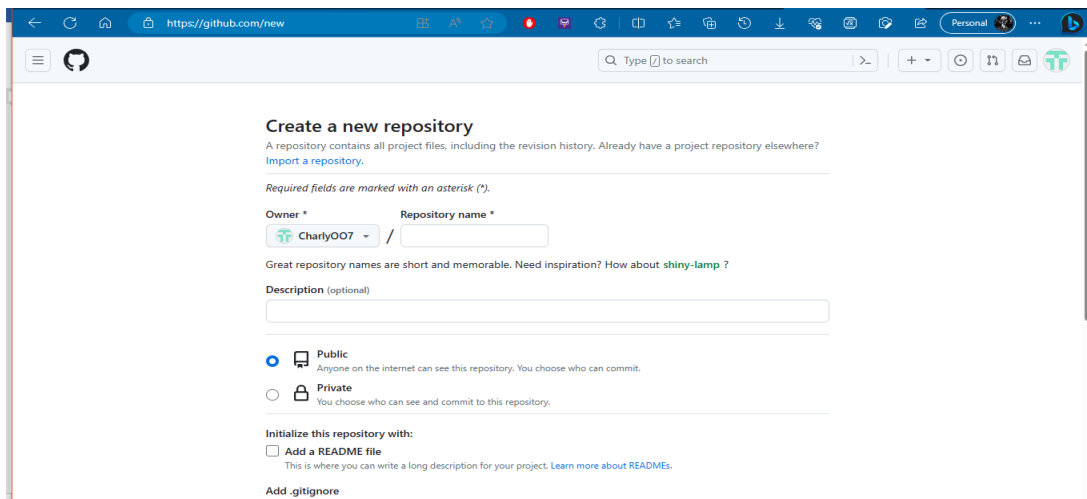 https://github.com/new
Personal
Type / to search
Create a new repository
A repository contains all project files, including the revision history. Already have a project repository elsewhere?
Import a repository.
Required fields are marked with an asterisk (*).
Owner * Repository name *
CharlyOO7 /
Great repository names are short and memorable. Need inspiration? How about shiny-lamp ?
Description (optional)
Public
Anyone on the internet can see this repository. You choose who can commit.
Private
You choose who can see and commit to this repository.
Initialize this repository with:
Add a README file
This is where you can write a long description for your project. Learn more about READMEs.
Add .gitignore